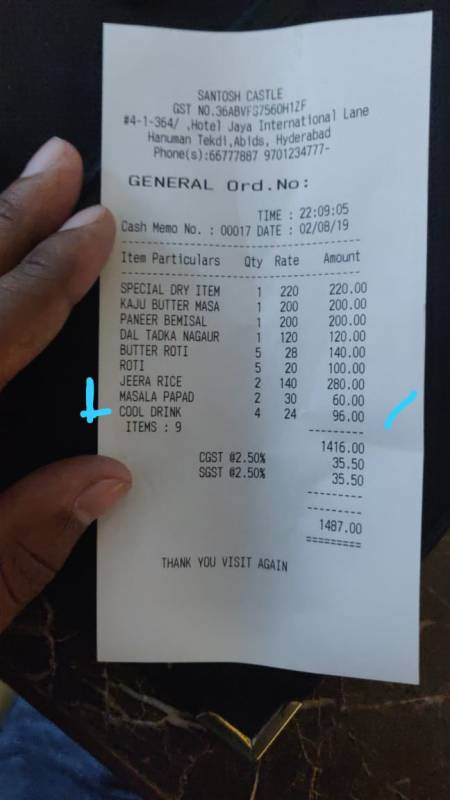 SANTOSH CASTLE
GST NO.36ABVFS7560H1ZF
#4-1-364/ ,Hotel Jaya International Lane
Hanuman Tekdi,Abids, Hyderabad
Phone(s):66777887 9701234777-
GENERAL Ord.No:
TIME : 22:09:05
Cash Memo No. : 00017 DATE : 02/08/19
Item Particulars Qty Rate Amount
SPECIAL DRY ITEM 1 220 220.00
KAJU BUTTER MASA 1 200 200.00
PANEER BEMISAL 1 200 200.00
DAL TADKA NAGAUR 1 120 120.00
BUTTER ROTI 5 28 140.00
ROTI 5 20 100.00
JEERA RICE 2 140 280.00
MASALA PAPAD 2 30 60.00
COOL DRINK 4 24 96.00
ITEMS : 9
1416.00
CGST @2.50% 35.50
SGST @2.50% 35.50
1487.00
THANK YOU VISIT AGAIN